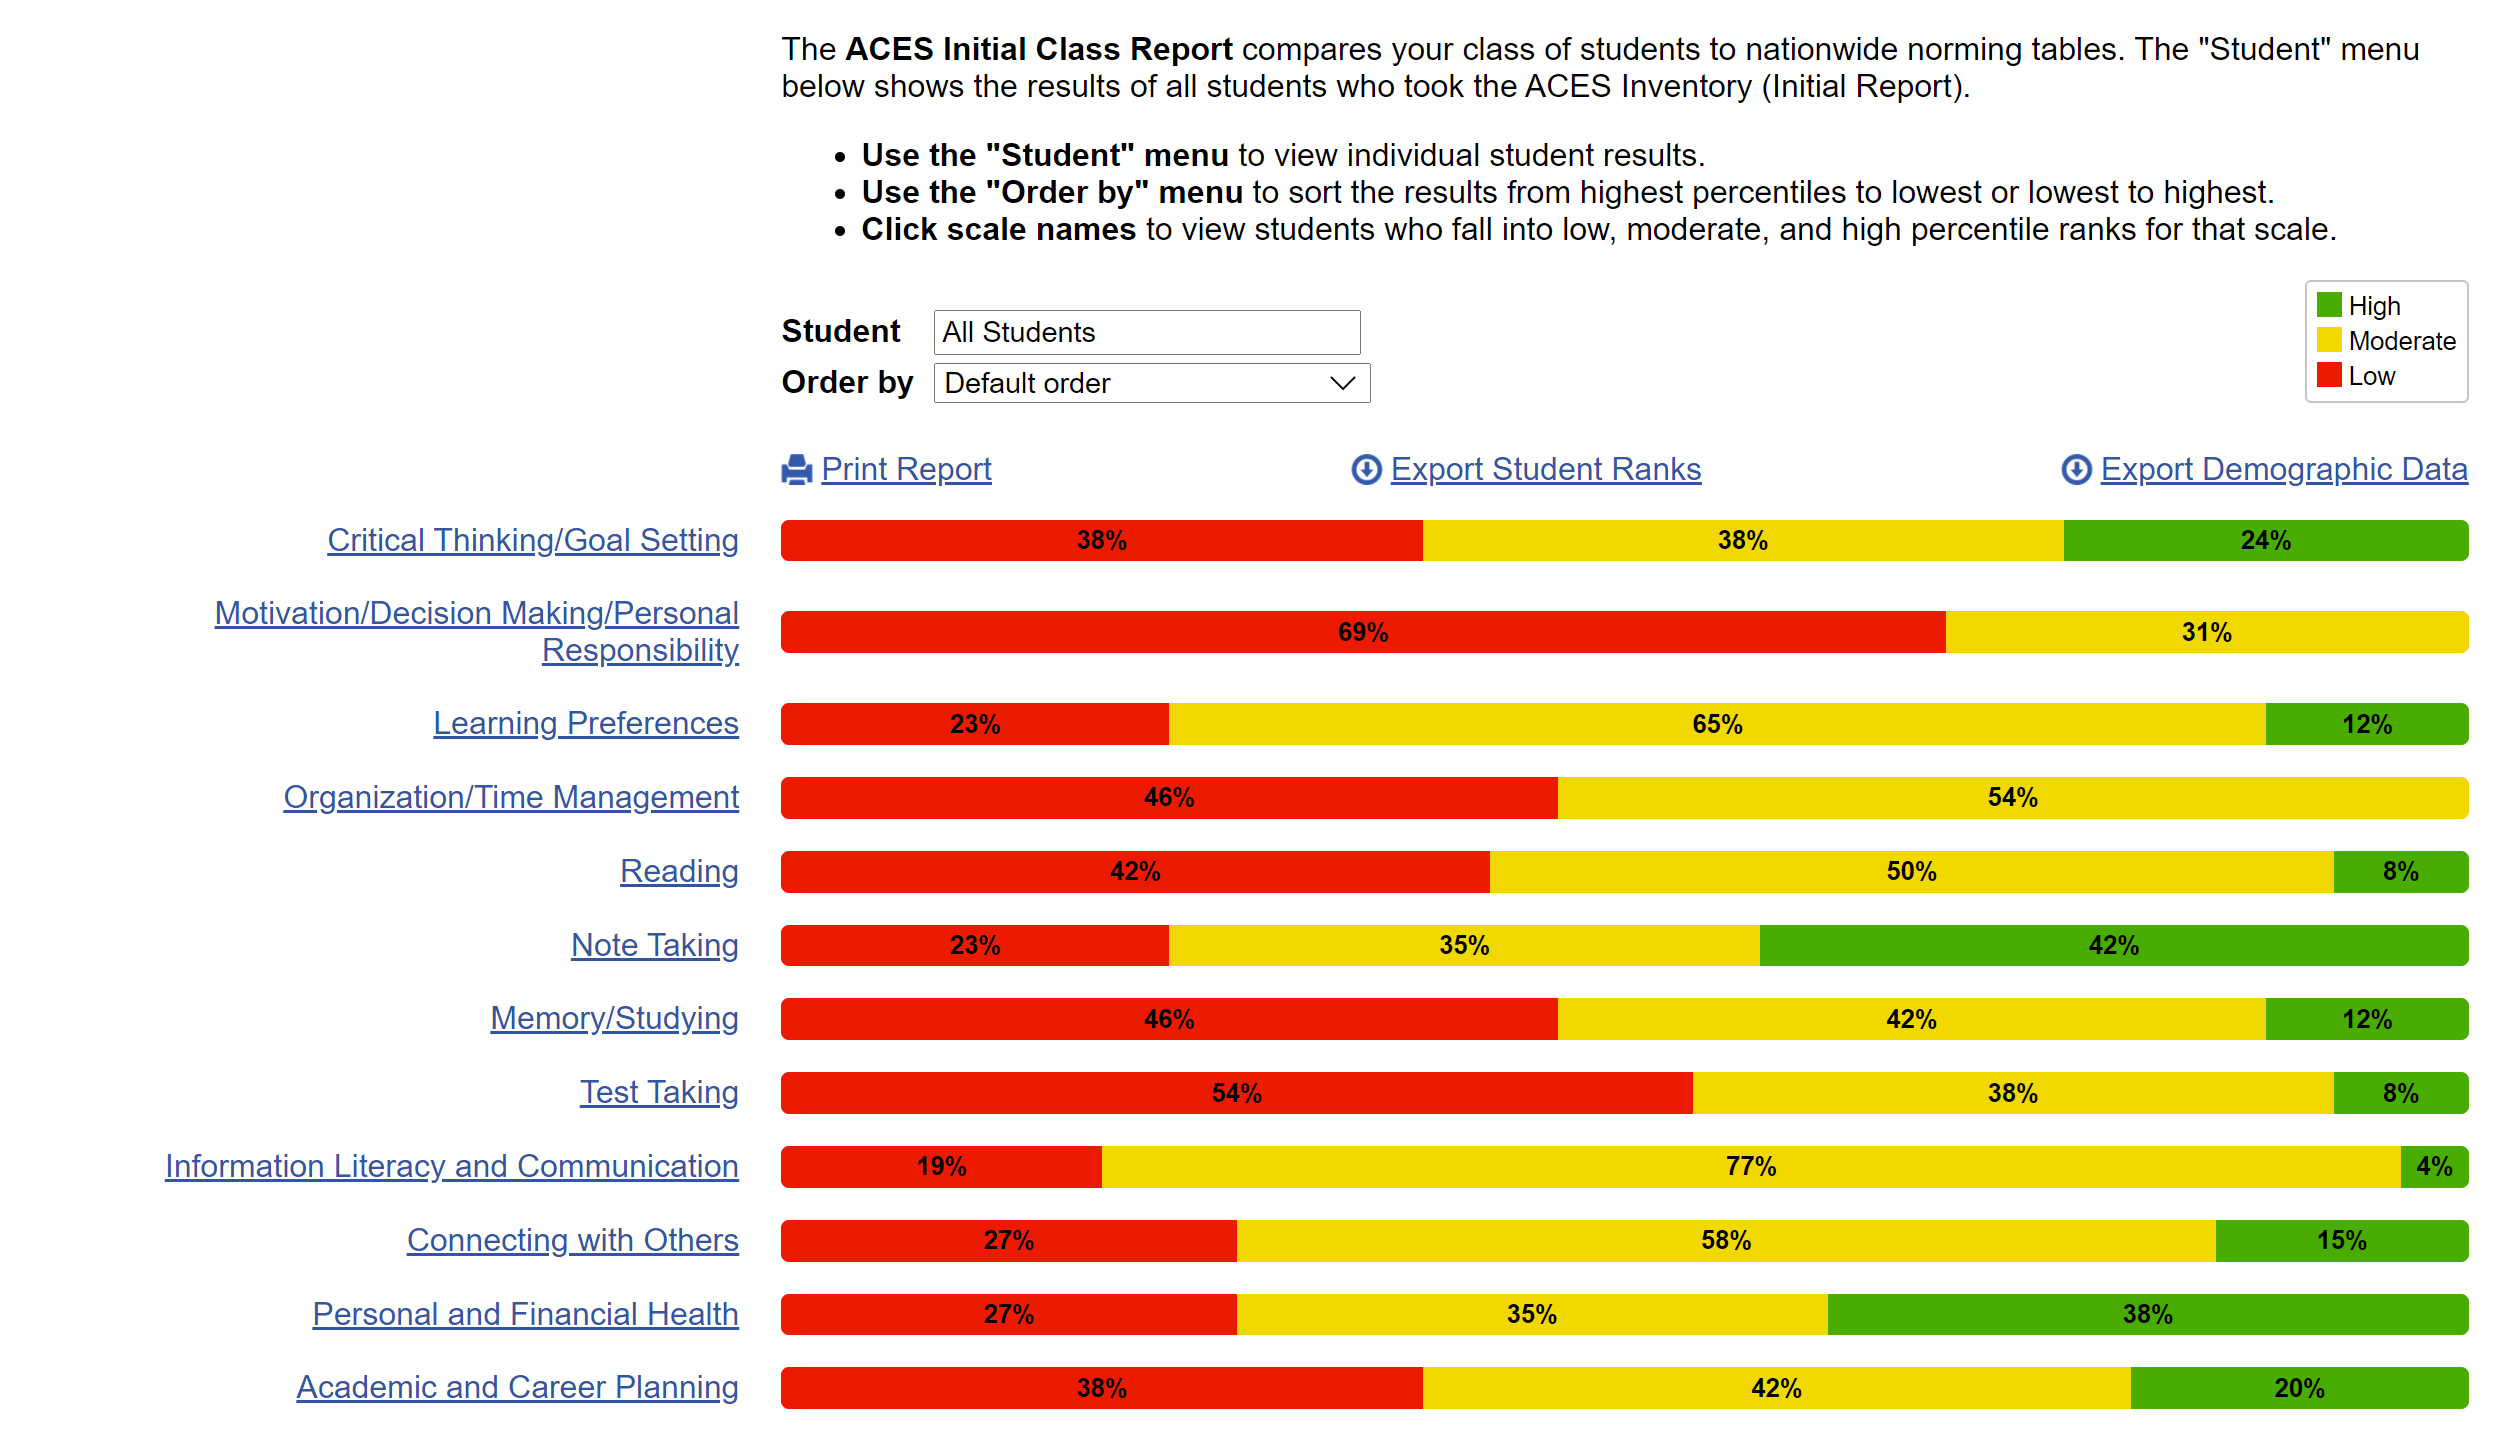 The ACES Initial Class Report compares your class of students to nationwide norming tables. The "Student" menu
below shows the results of all students who took the ACES Inventory (Initial Report).
• Use the "Student" menu to view individual student results.
• Use the "Order by" menu to sort the results from highest percentiles to lowest or lowest to highest.
• Click scale names to view students who fall into low, moderate, and high percentile ranks for that scale.
High
Moderate
Low
Student All Students
Order by Default order
Print Report Export Student Ranks Export Demographic Data
Critical Thinking/Goal Setting 38% 38% 24%
Motivation/Decision Making/Personal
Responsibility 69% 31%
Learning Preferences 23% 65% 12%
Organization/Time Management 46% 54%
Reading 42% 50% 8%
Note Taking 23% 35% 42%
Memory/Studying 46% 42% 12%
Test Taking 54% 38% 8%
Information Literacy and Communication 19% 77% 4%
Connecting with Others 27% 58% 15%
Personal and Financial Health 27% 35% 38%
Academic and Career Planning 38% 42% 20%